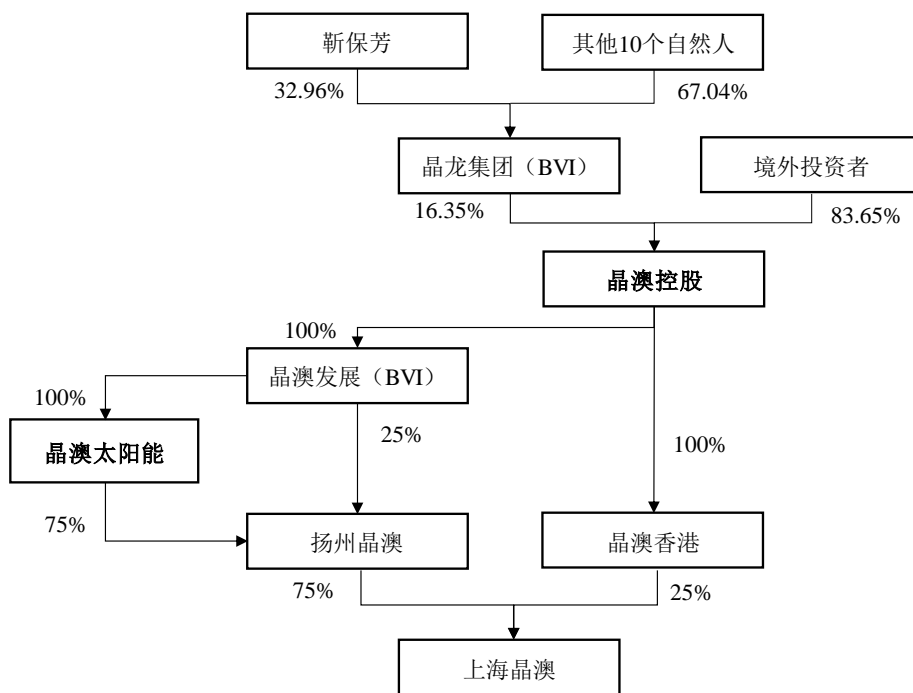 靳保芳
其他10个自然人
32.96%
67.04%
晶龙集团（BVI）
境外投资者
16.35%
83.65%
晶澳控股
100%
晶澳发展（BVI）
100%
晶澳太阳能
25%
100%
75%
扬州晶澳
晶澳香港
75%
25%
上海晶澳